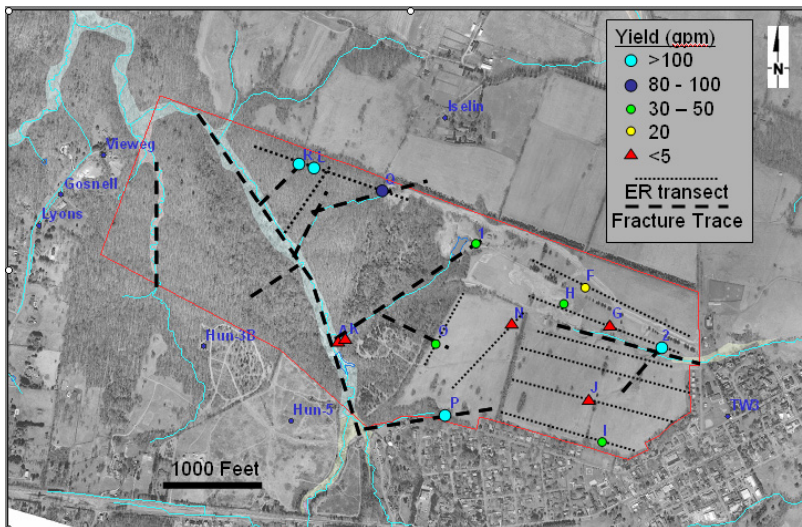 Yield (gpm)
>100
80 - 100
30 – 50
20
<5
ER transect
Fracture Trace
N
Iselin
Vieweg
Gosnell
Lyons
Q
F
H
G
N
2
J
P
TW3
Hun-3B
Hun-5
1000 Feet